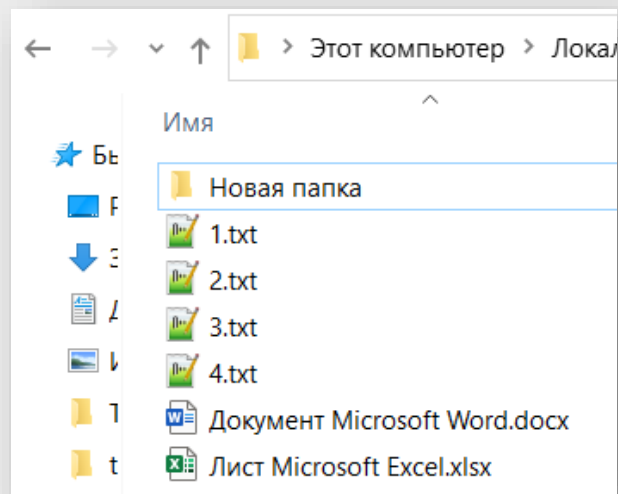 Этот компьютер
Имя
Новая папка
1.txt
2.txt
3.txt
4.txt
Документ Microsoft Word.docx
Лист Microsoft Excel.xlsx